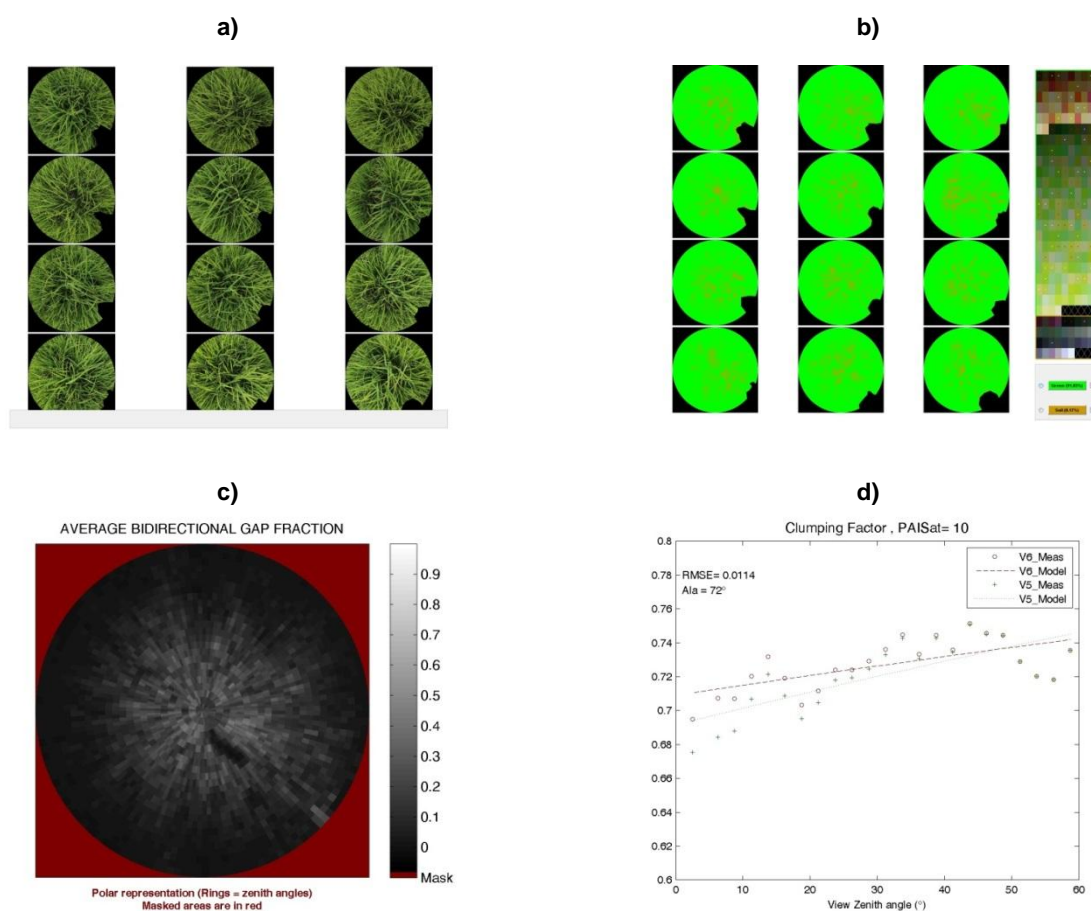 a)
b)
c)
AVERAGE BIDIRECTIONAL GAP FRACTION
0.9
0.8
0.7
0.6
0.5
0.4
0.3
0.2
0.1
0
Mask
Polar representation (Rings = zenith angles)
Masked areas are in red
d)
Clumping Factor , PAISat= 10
0.8
0.78
0.76
0.74
0.72
0.7
0.68
0.66
0.64
0.62
0.6
RMSE= 0.0114
Ala = 72°
V6_Meas
V6_Model
V5_Meas
V5_Model
0 10 20 30 40 50 60
View Zenith angle (°)